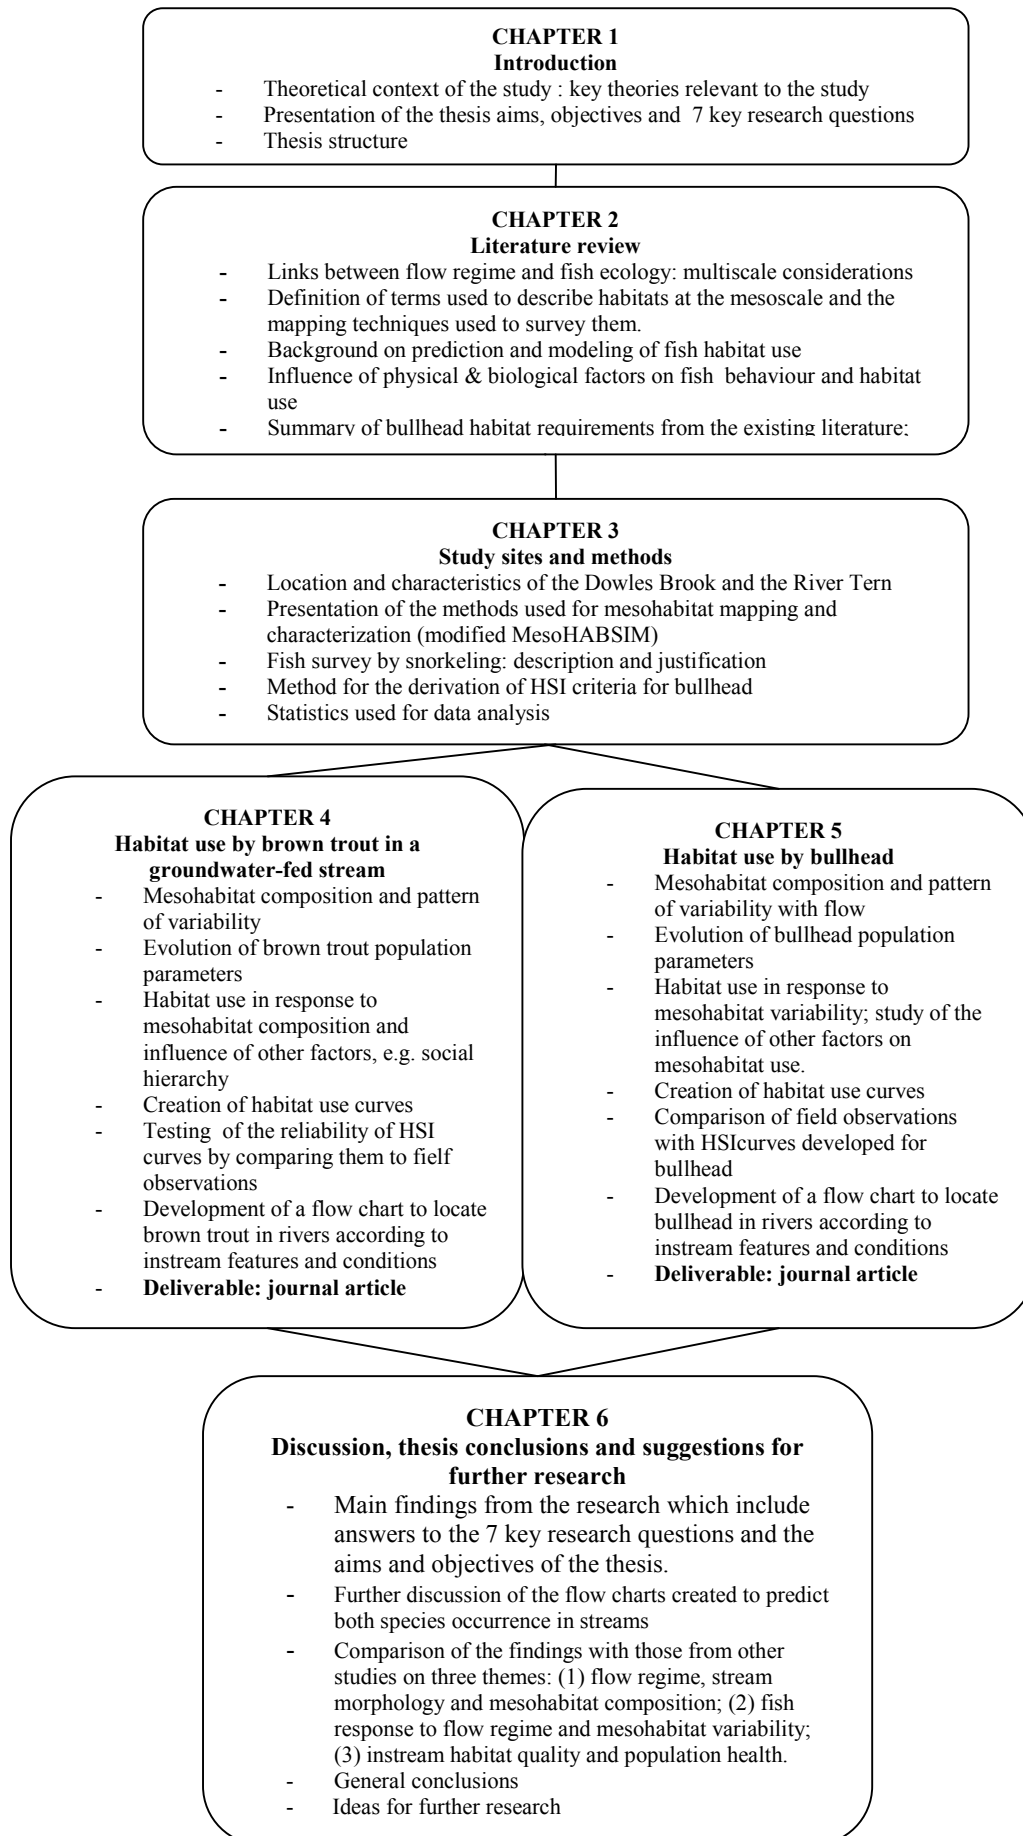 CHAPTER 1
Introduction
- Theoretical context of the study : key theories relevant to the study
- Presentation of the thesis aims, objectives and 7 key research questions
- Thesis structure
CHAPTER 2
Literature review
- Links between flow regime and fish ecology: multiscale considerations
- Definition of terms used to describe habitats at the mesoscale and the
mapping techniques used to survey them.
- Background on prediction and modeling of fish habitat use
- Influence of physical & biological factors on fish behaviour and habitat
use
- Summary of bullhead habitat requirements from the existing literature;
CHAPTER 3
Study sites and methods
- Location and characteristics of the Dowles Brook and the River Tern
- Presentation of the methods used for mesohabitat mapping and
characterization (modified MesoHABSIM)
- Fish survey by snorkeling: description and justification
- Method for the derivation of HSI criteria for bullhead
- Statistics used for data analysis
CHAPTER 4
Habitat use by brown trout in a
groundwater-fed stream
- Mesohabitat composition and pattern
of variability
- Evolution of brown trout population
parameters
- Habitat use in response to
mesohabitat composition and
influence of other factors, e.g. social
hierarchy
- Creation of habitat use curves
- Testing of the reliability of HSI
curves by comparing them to fielf
observations
- Development of a flow chart to locate
brown trout in rivers according to
instream features and conditions
- Deliverable: journal article
CHAPTER 5
Habitat use by bullhead
- Mesohabitat composition and pattern
of variability with flow
- Evolution of bullhead population
parameters
- Habitat use in response to
mesohabitat variability; study of the
influence of other factors on
mesohabitat use.
- Creation of habitat use curves
- Comparison of field observations
with HSIcurves developed for
bullhead
- Development of a flow chart to locate
bullhead in rivers according to
instream features and conditions
- Deliverable: journal article
CHAPTER 6
Discussion, thesis conclusions and suggestions for
further research
- Main findings from the research which include
answers to the 7 key research questions and the
aims and objectives of the thesis.
- Further discussion of the flow charts created to predict
both species occurrence in streams
- Comparison of the findings with those from other
studies on three themes: (1) flow regime, stream
morphology and mesohabitat composition; (2) fish
response to flow regime and mesohabitat variability;
(3) instream habitat quality and population health.
- General conclusions
- Ideas for further research